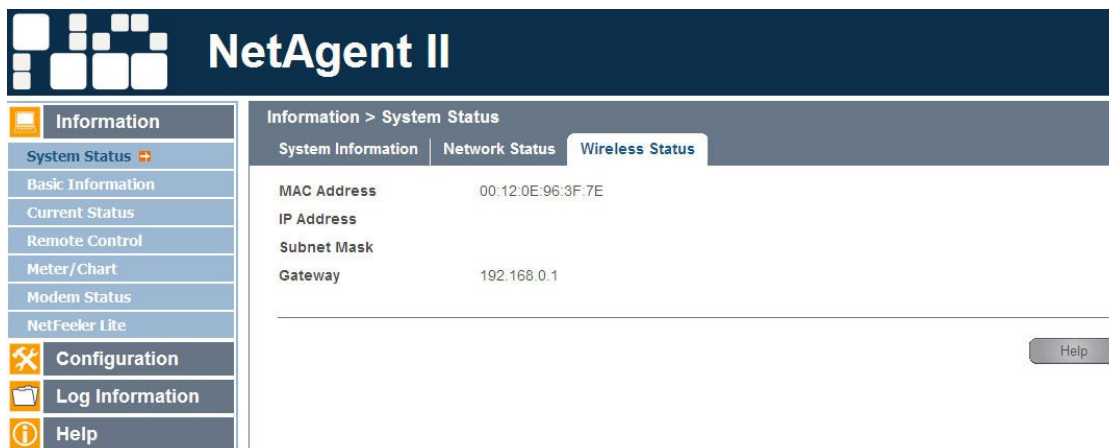 NetAgent II
Information
System Status
Basic Information
Current Status
Remote Control
Meter/Chart
Modem Status
NetFeeler Lite
Configuration
Log Information
Help
Information > System Status
System Information Network Status Wireless Status
MAC Address 00:12:0E:96:3F:7E
IP Address
Subnet Mask
Gateway 192.168.0.1
Help